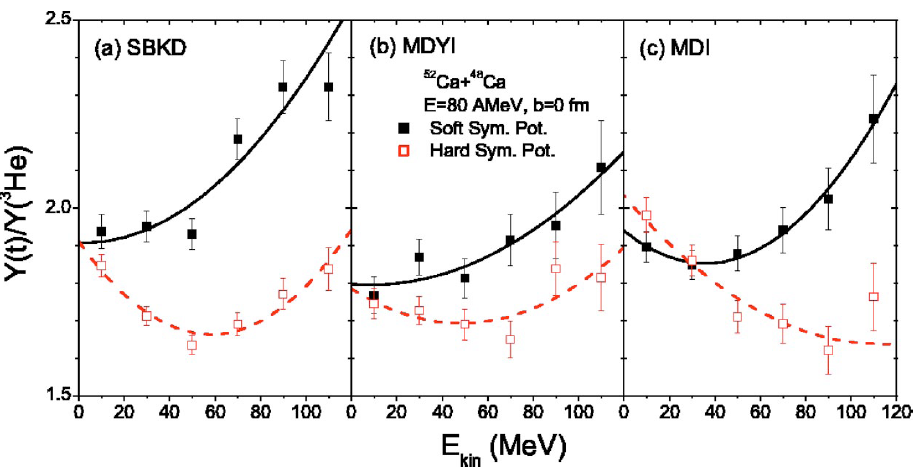 2.5
2.0
1.5
Y(t)/Y(³He)
(a) SBKD
(b) MDYI
(c) MDI
⁵²Ca+⁴⁸Ca
E=80 AMeV, b=0 fm
Soft Sym. Pot.
Hard Sym. Pot.
0 20 40 60 80 100
0 20 40 60 80 100
0 20 40 60 80 100 120
E_kin (MeV)